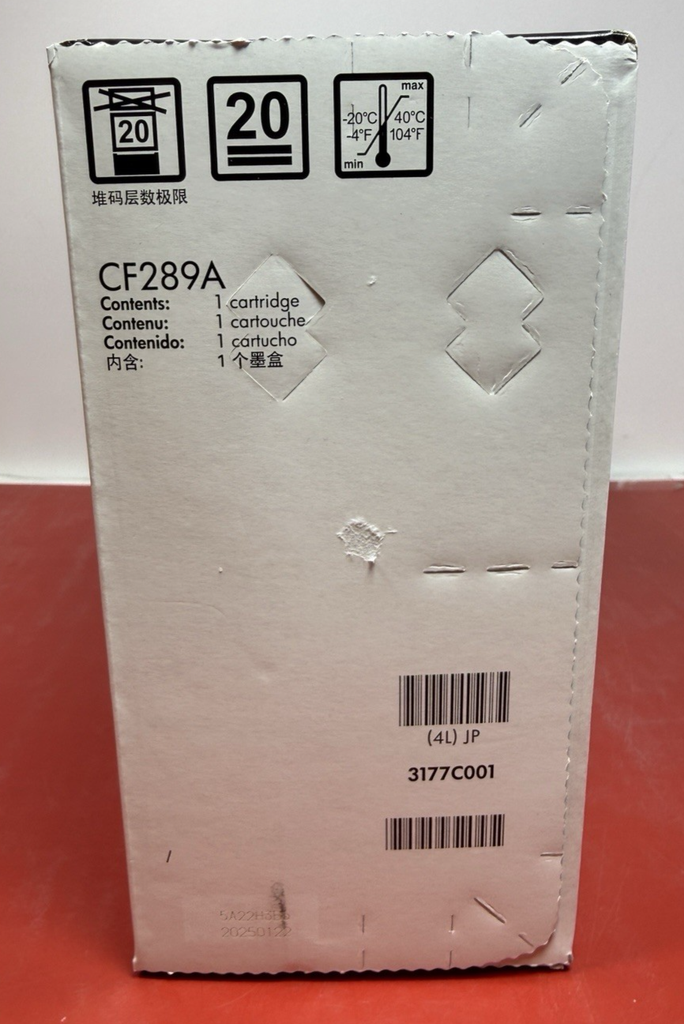 20
20
max
-20°C 40°C
-4°F 104°F
min
堆码层数极限
CF289A
Contents: 1 cartridge
Contenu: 1 cartouche
Contenido: 1 cartucho
内含: 1 个墨盒
(4L) JP
3177C001
20250122